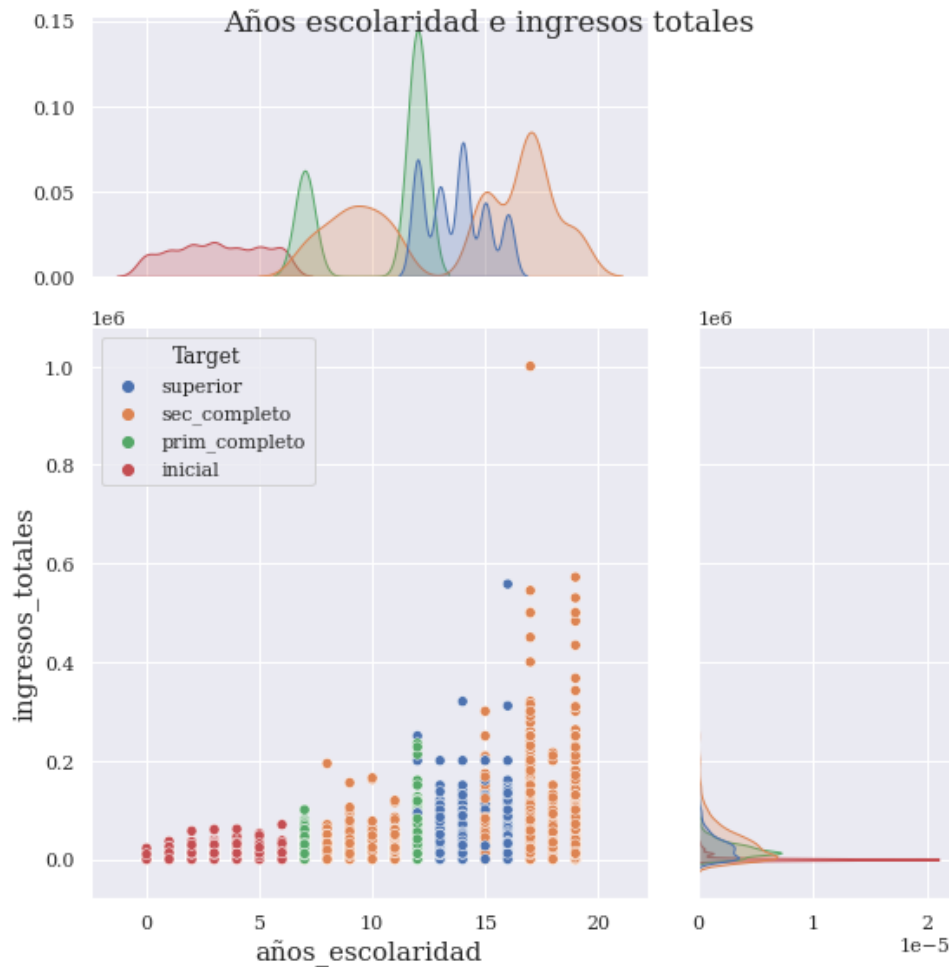 Años escolaridad e ingresos totales
0.15
0.10
0.05
0.00
1e6
1e6
Target
superior
sec_completo
prim_completo
inicial
1.0
0.8
0.6
0.4
0.2
0.0
ingresos_totales
0 5 10 15 20
años_escolaridad
0 1 2
1e−5